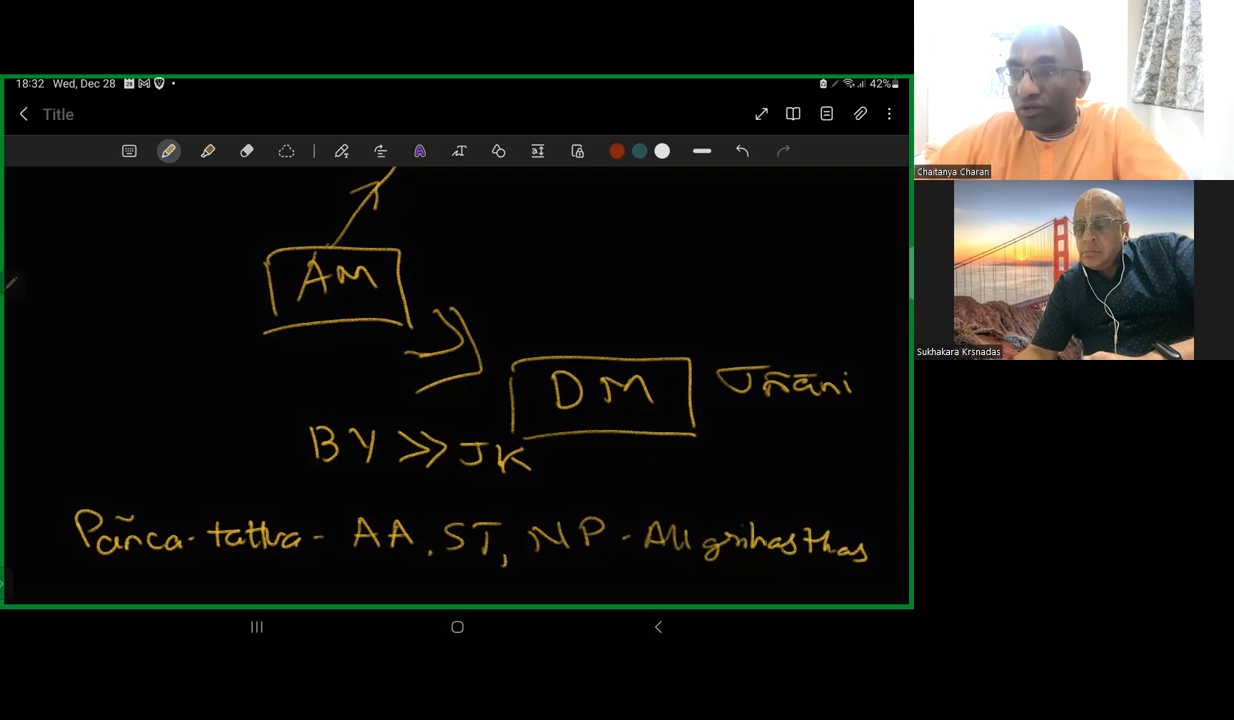 18:32 Wed, Dec 28 42%
Title
AM
DM Jñāni
BY >> JK
Pañca-tattva - AA, ST, NP - All grihasthas
Chaitanya Charan
Sukhakara Krsnadas